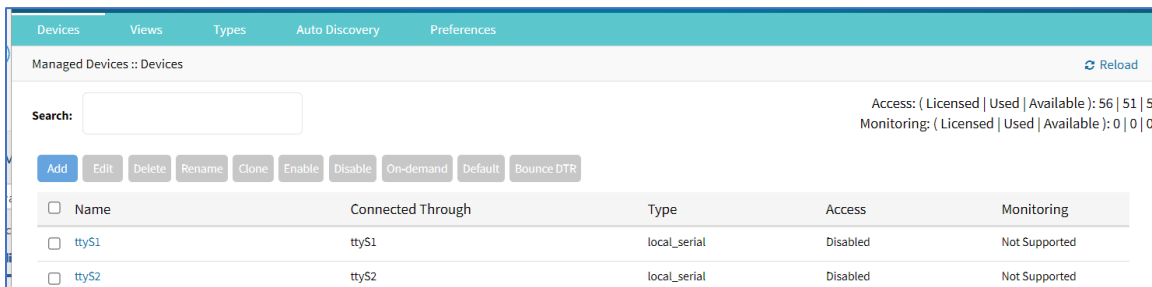 Devices Views Types Auto Discovery Preferences
Managed Devices :: Devices Reload
Access: ( Licensed | Used | Available ): 56 | 51 | 5
Search:
Monitoring: ( Licensed | Used | Available ): 0 | 0 | 0
Add Edit Delete Rename Clone Enable Disable On-demand Default Bounce DTR
Name Connected Through Type Access Monitoring
ttyS1 ttyS1 local_serial Disabled Not Supported
ttyS2 ttyS2 local_serial Disabled Not Supported